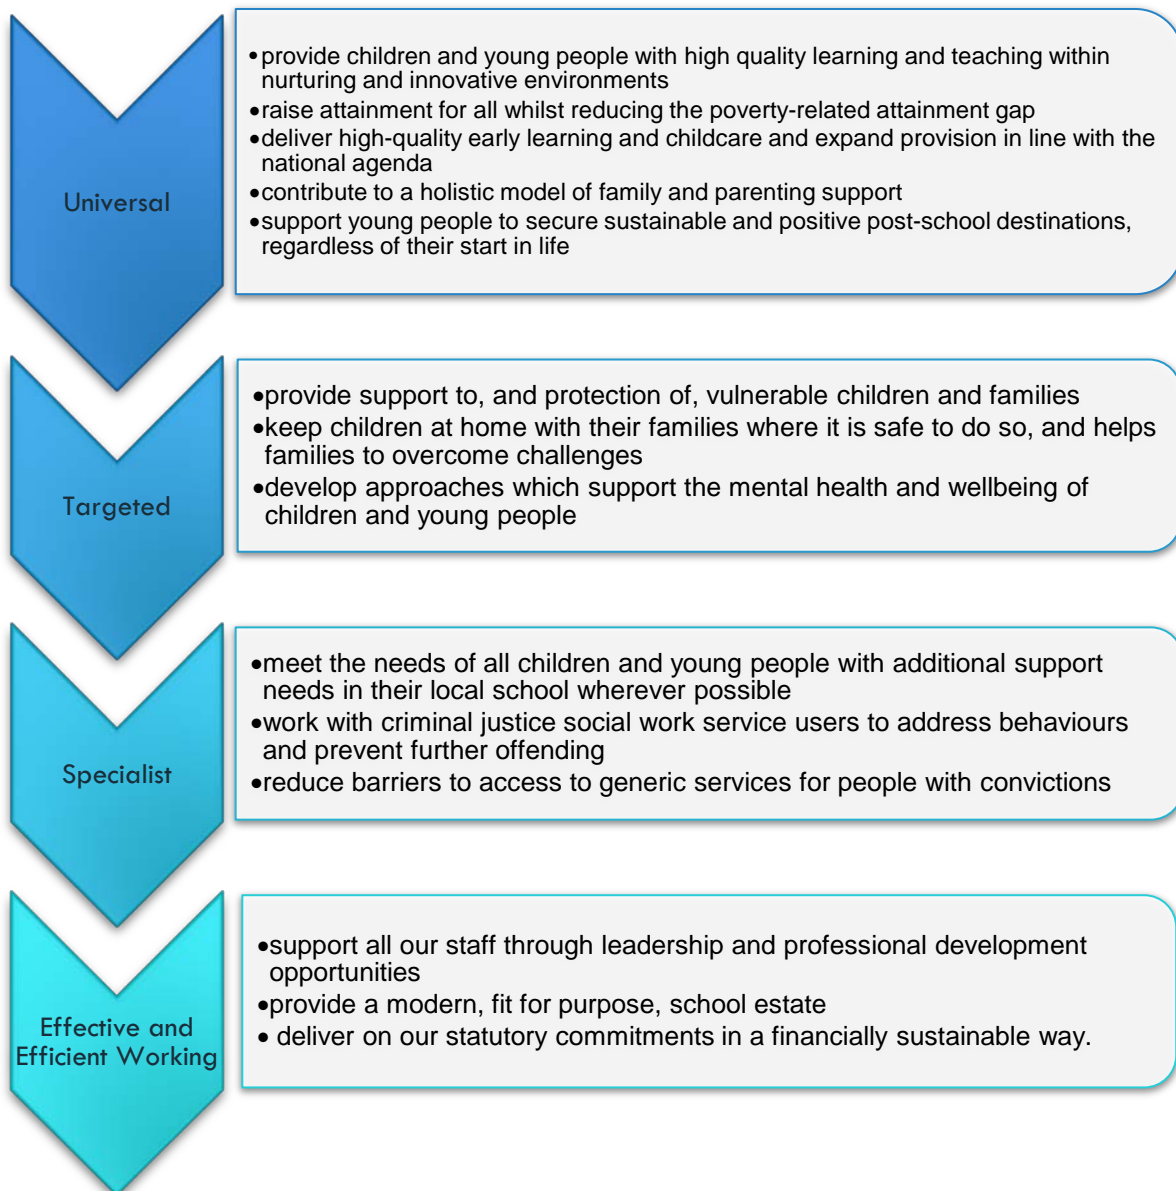 Universal
•provide children and young people with high quality learning and teaching within
nurturing and innovative environments
•raise attainment for all whilst reducing the poverty-related attainment gap
•deliver high-quality early learning and childcare and expand provision in line with the
national agenda
•contribute to a holistic model of family and parenting support
•support young people to secure sustainable and positive post-school destinations,
regardless of their start in life
Targeted
•provide support to, and protection of, vulnerable children and families
•keep children at home with their families where it is safe to do so, and helps
families to overcome challenges
•develop approaches which support the mental health and wellbeing of
children and young people
Specialist
•meet the needs of all children and young people with additional support
needs in their local school wherever possible
•work with criminal justice social work service users to address behaviours
and prevent further offending
•reduce barriers to access to generic services for people with convictions
Effective and
Efficient Working
•support all our staff through leadership and professional development
opportunities
•provide a modern, fit for purpose, school estate
• deliver on our statutory commitments in a financially sustainable way.